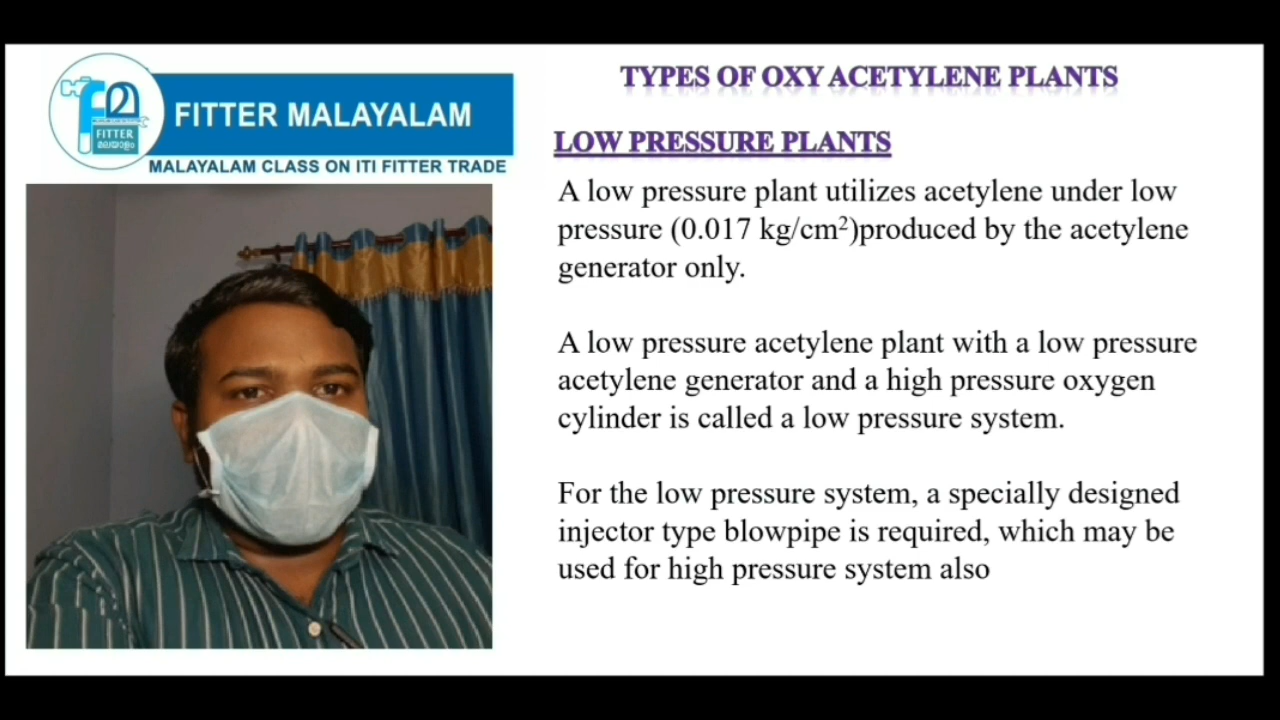 FITTER
മലയാളം
FITTER MALAYALAM
MALAYALAM CLASS ON ITI FITTER TRADE
TYPES OF OXY ACETYLENE PLANTS
LOW PRESSURE PLANTS
A low pressure plant utilizes acetylene under low
pressure (0.017 kg/cm²)produced by the acetylene
generator only.
A low pressure acetylene plant with a low pressure
acetylene generator and a high pressure oxygen
cylinder is called a low pressure system.
For the low pressure system, a specially designed
injector type blowpipe is required, which may be
used for high pressure system also